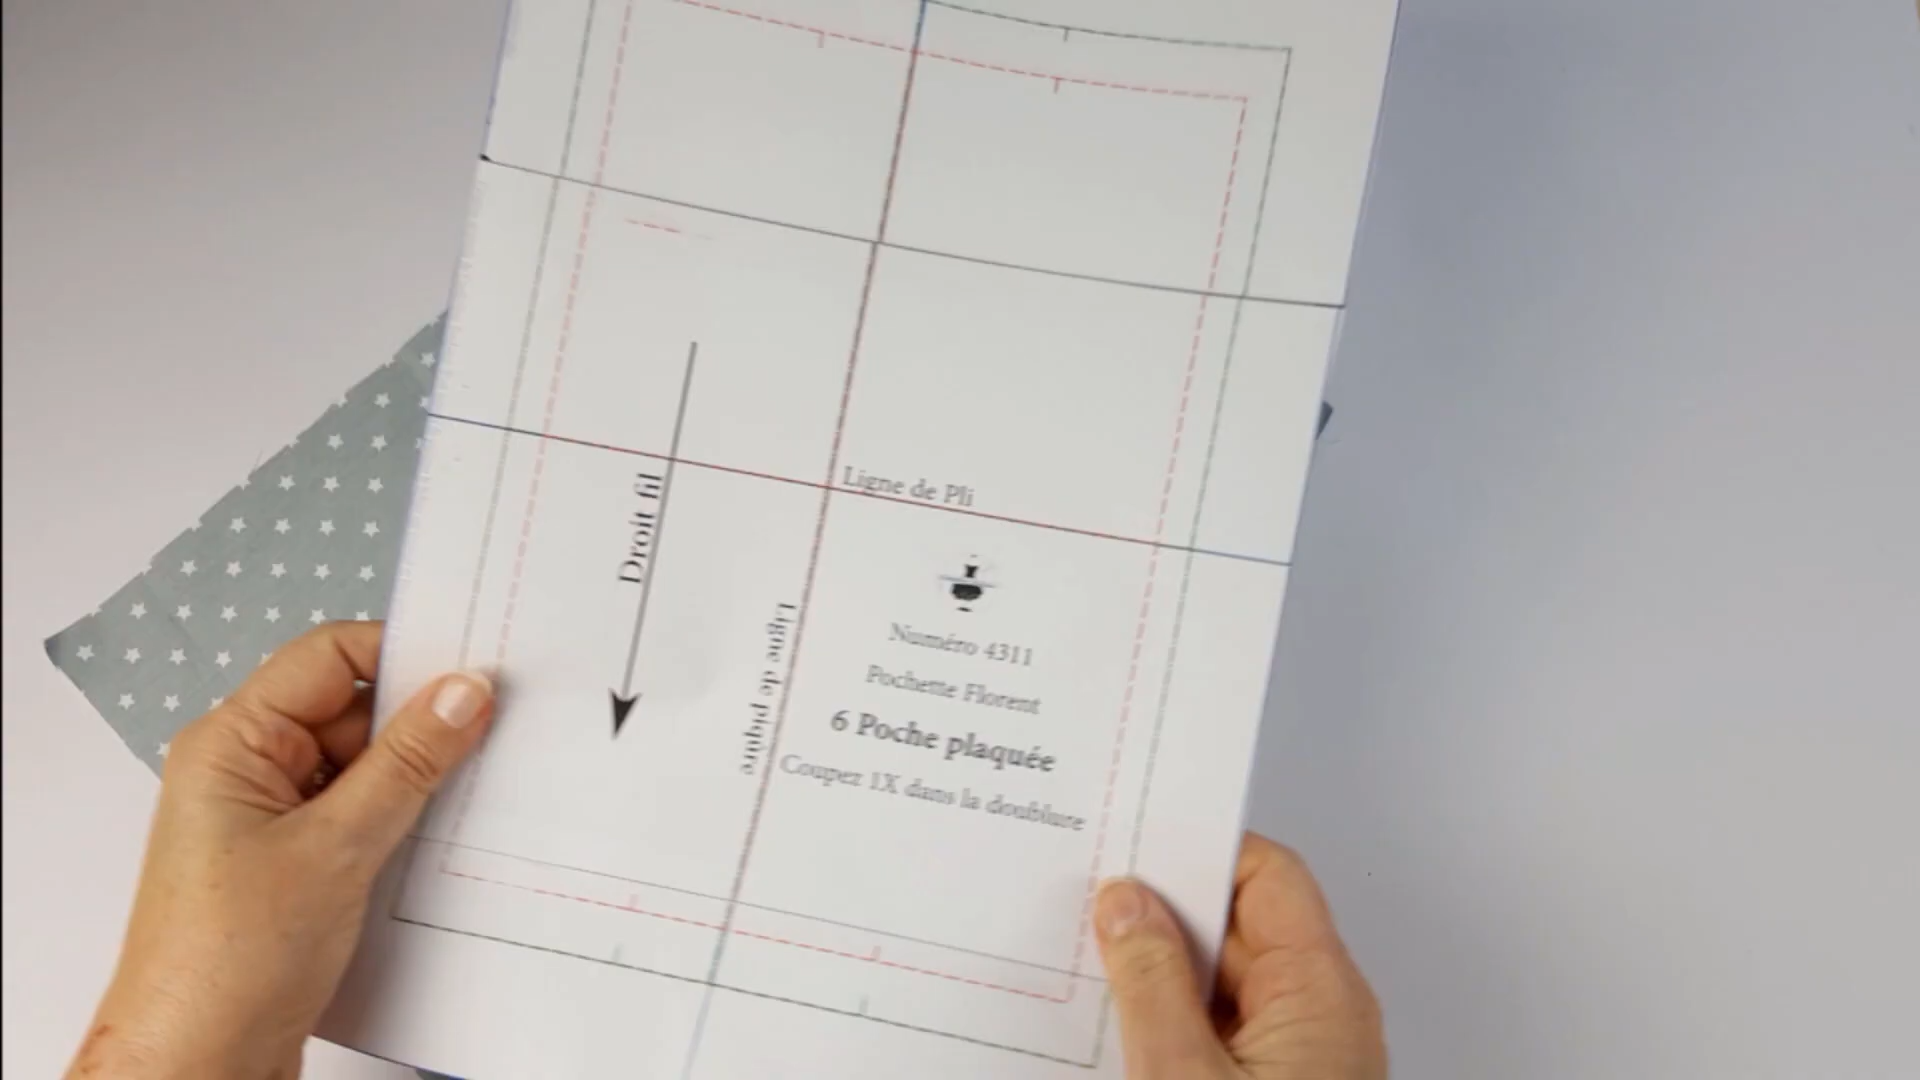 Ligne de Pli
Droit fil
Ligne de piqûre
Numéro 4311
Pochette Florent
6 Poche plaquée
Coupez 1X dans la doublure